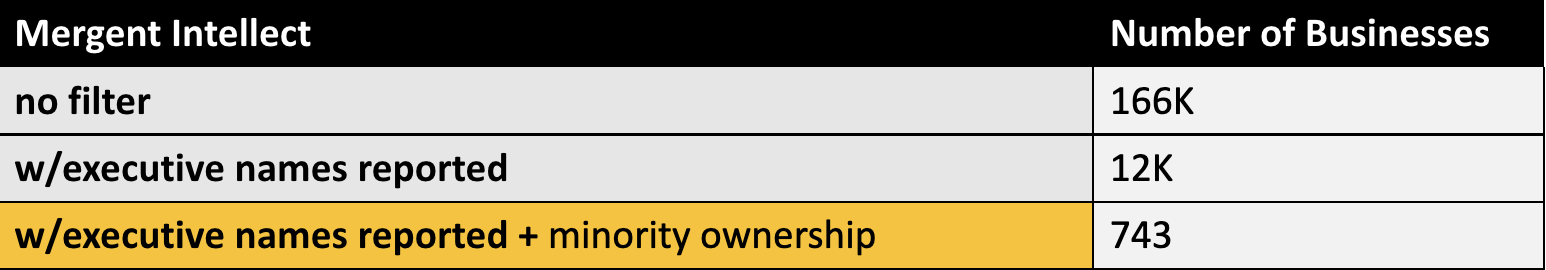 Mergent Intellect Number of Businesses
no filter 166K
w/executive names reported 12K
w/executive names reported + minority ownership 743